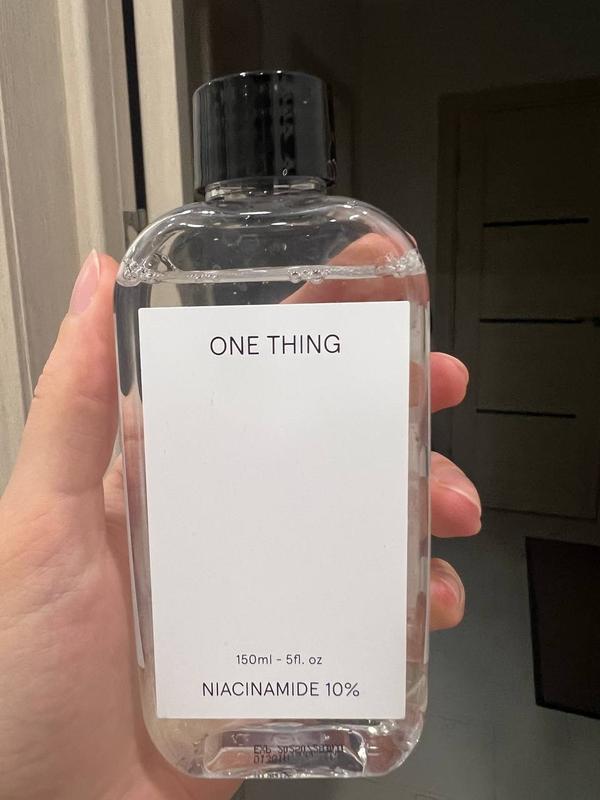 ONE THING
150ml - 5fl. oz
NIACINAMIDE 10%